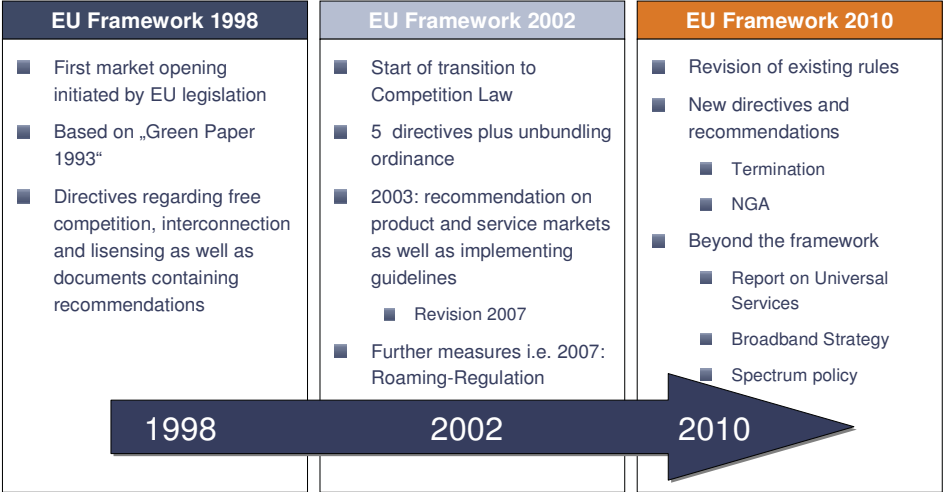 EU Framework 1998
First market opening
initiated by EU legislation
Based on „Green Paper
1993“
Directives regarding free
competition, interconnection
and lisensing as well as
documents containing
recommendations
EU Framework 2002
Start of transition to
Competition Law
5 directives plus unbundling
ordinance
2003: recommendation on
product and service markets
as well as implementing
guidelines
Revision 2007
Further measures i.e. 2007:
Roaming-Regulation
EU Framework 2010
Revision of existing rules
New directives and
recommendations
Termination
NGA
Beyond the framework
Report on Universal
Services
Broadband Strategy
Spectrum policy
1998
2002
2010